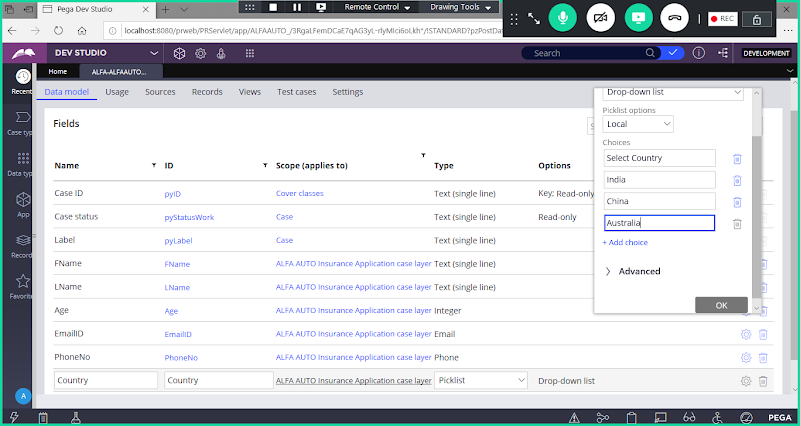 Pega Dev Studio
Remote Control
Drawing Tools
REC
localhost:8080/prweb/PRServlet/app/ALFAAUTO_/3RgaLFemDCaE7qAG3yL-rlyMIci6oLkh*/!STANDARD?pzPostDat
DEV STUDIO
Search
DEVELOPMENT
Recent
Home
ALFA-ALFAAUTO...
Data model
Usage
Sources
Records
Views
Test cases
Settings
Case type
Data type
App
Record
Favorit
A
Fields
Name
ID
Scope (applies to)
Type
Options
Case ID
pyID
Cover classes
Text (single line)
Key: Read-only
Case status
pyStatusWork
Case
Text (single line)
Read-only
Label
pyLabel
Case
Text (single line)
FName
FName
ALFA AUTO Insurance Application case layer
Text (single line)
LName
LName
ALFA AUTO Insurance Application case layer
Text (single line)
Age
Age
ALFA AUTO Insurance Application case layer
Integer
EmailID
EmailID
ALFA AUTO Insurance Application case layer
Email
PhoneNo
PhoneNo
ALFA AUTO Insurance Application case layer
Phone
Country
Country
ALFA AUTO Insurance Application case layer
Picklist
Drop-down list
Drop-down list
Picklist options
Local
Choices
Select Country
India
China
Australia
+ Add choice
Advanced
OK
PEGA